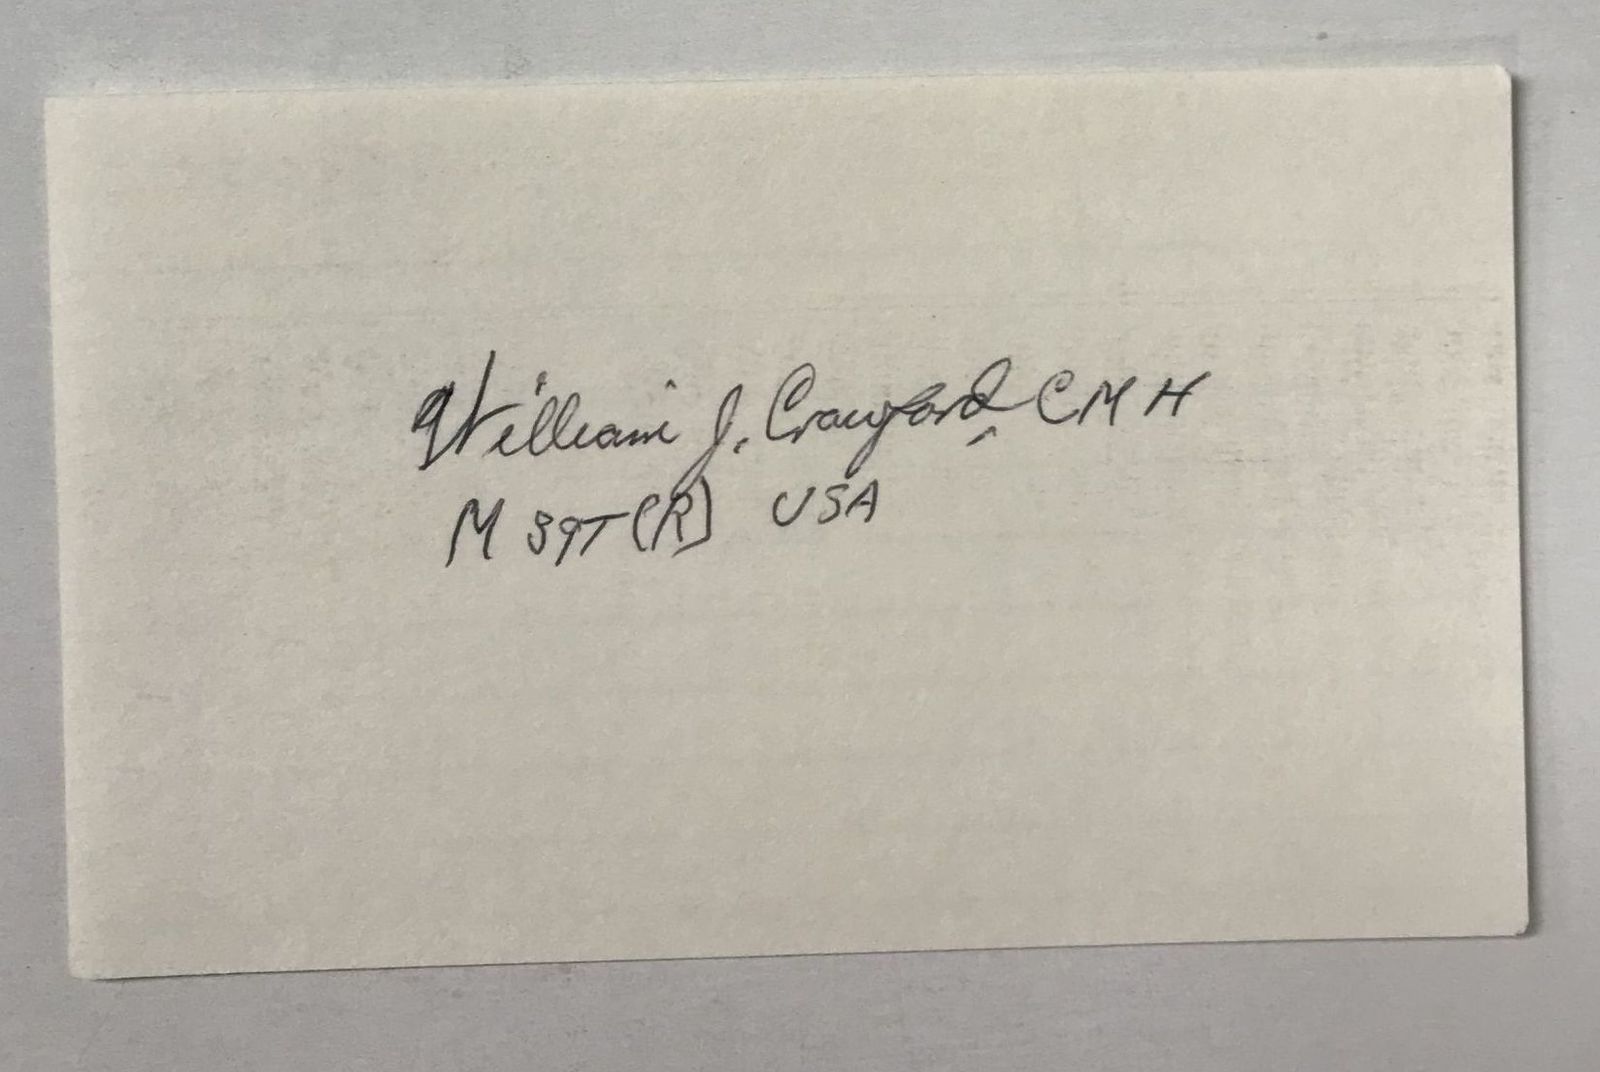 William J. Crawford, CMH
M SgT (R) USA